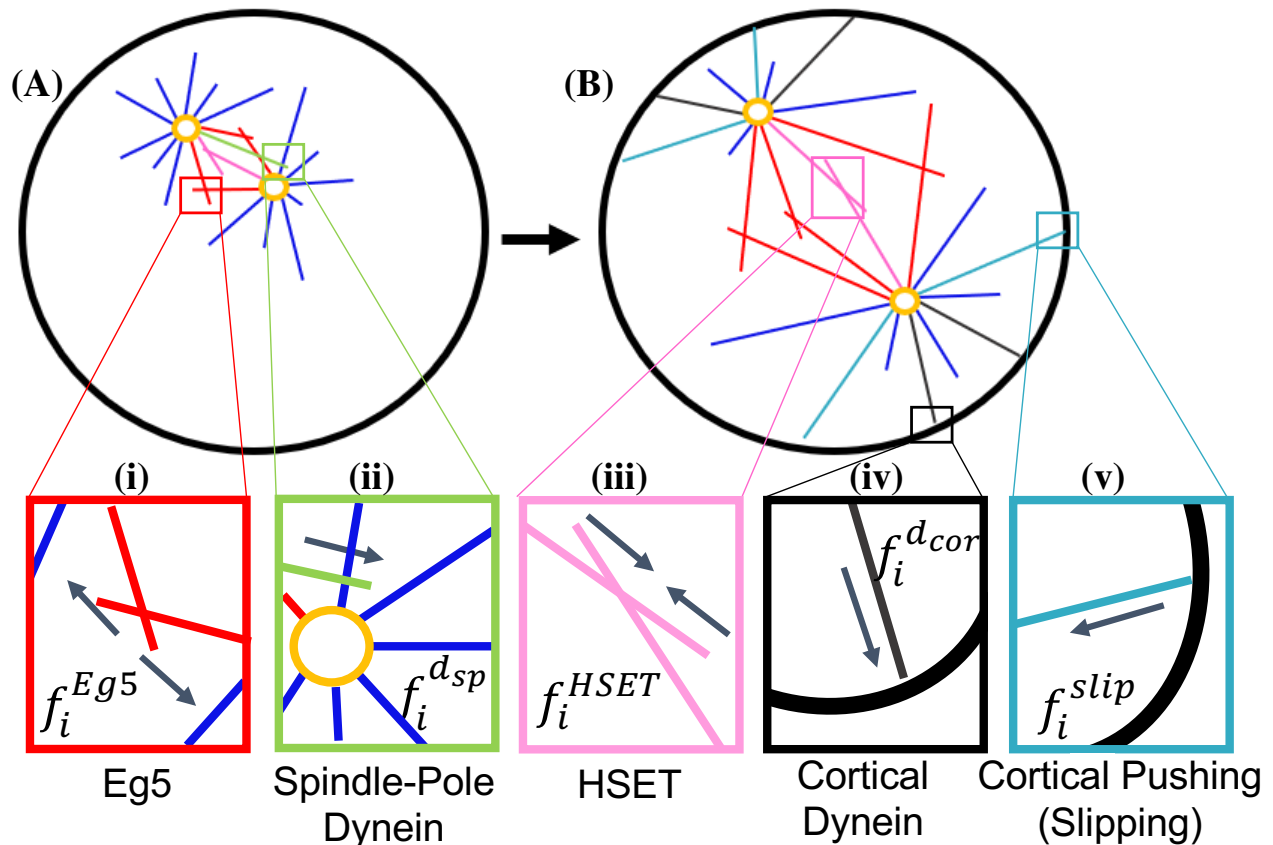 (A)
(B)
(i)
(ii)
(iii)
(iv)
(v)
f_i^{Eg5}
f_i^{d_{sp}}
f_i^{HSET}
f_i^{d_{cor}}
f_i^{slip}
Eg5
Spindle-Pole
Dynein
HSET
Cortical
Dynein
Cortical Pushing
(Slipping)